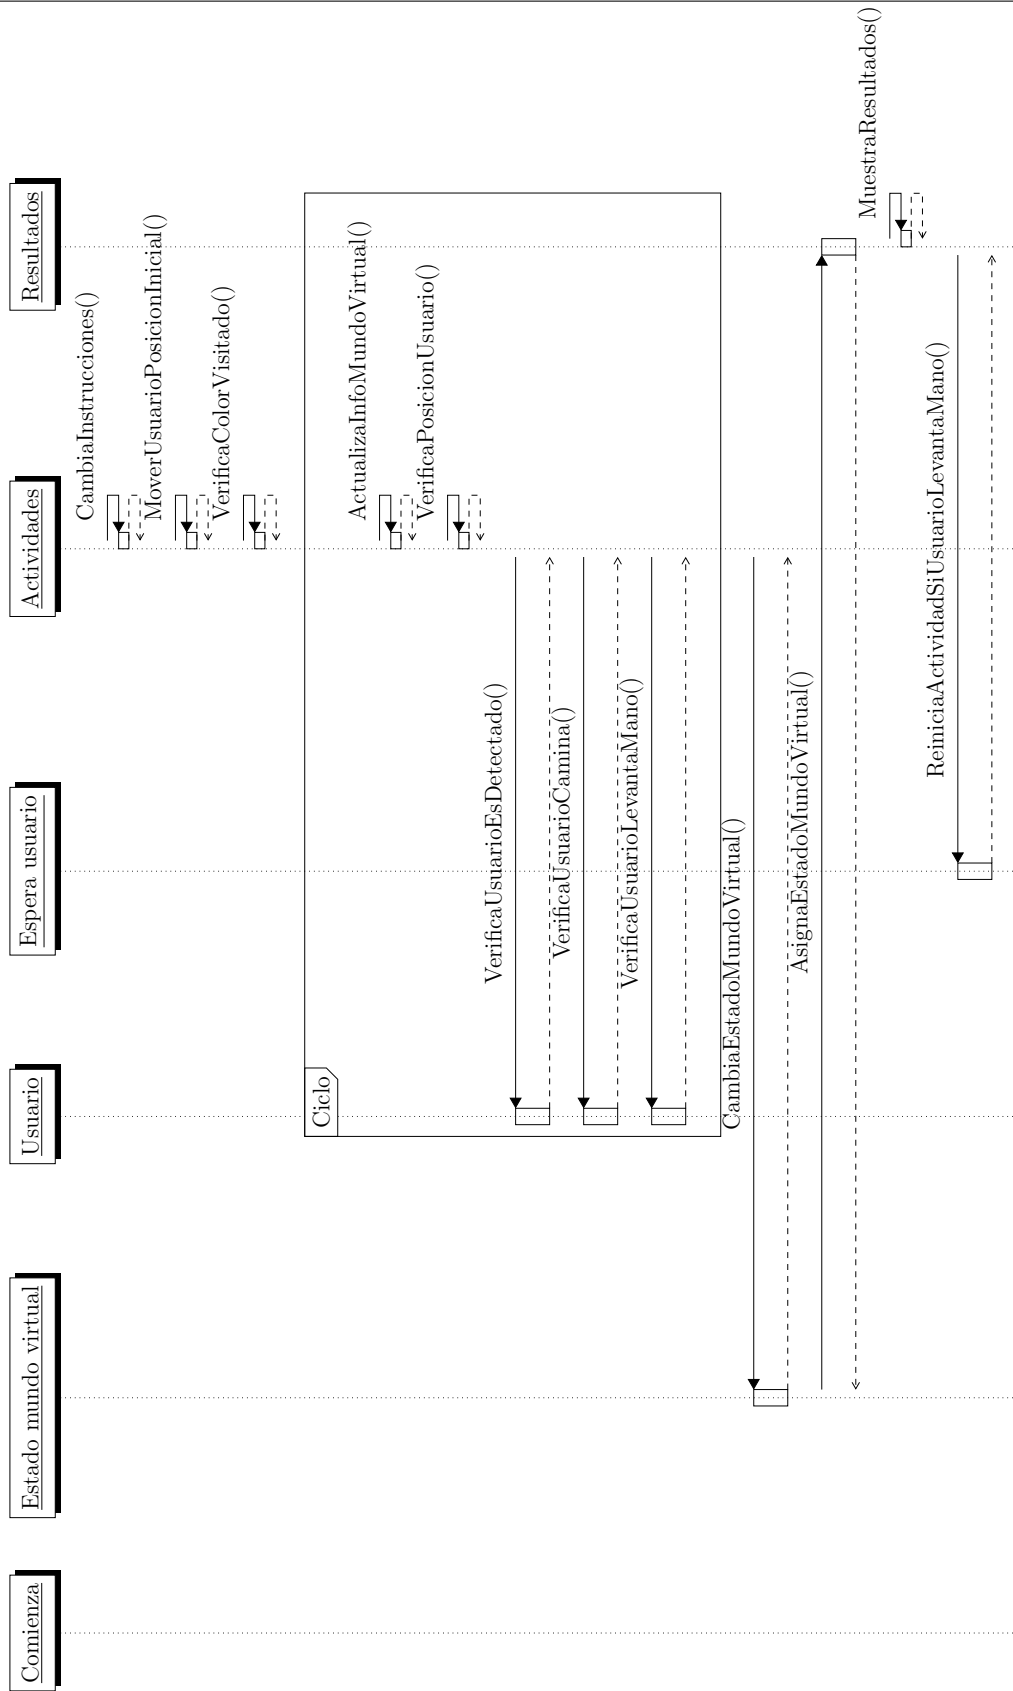 Comienza
Estado mundo virtual
Usuario
Espera usuario
Actividades
Resultados
CambiaInstrucciones()
MoverUsuarioPosicionInicial()
VerificaColorVisitado()
Ciclo
ActualizaInfoMundoVirtual()
VerificaPosicionUsuario()
VerificaUsuarioEsDetectado()
VerificaUsuarioCamina()
VerificaUsuarioLevantaMano()
CambiaEstadoMundoVirtual()
AsignaEstadoMundoVirtual()
MuestraResultados()
ReiniciaActividadSiUsuarioLevantaMano()